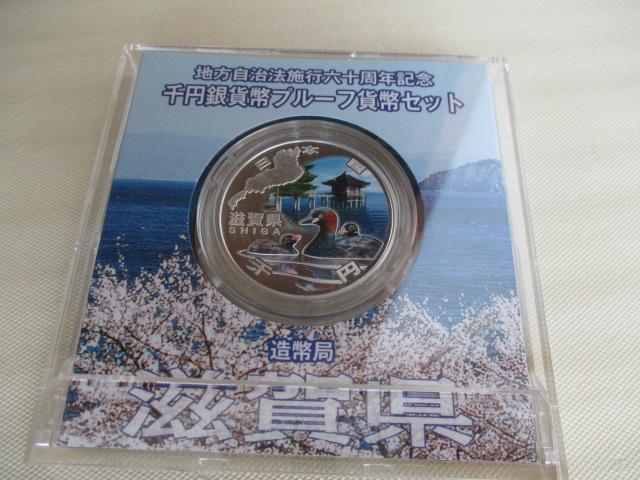 地方自治法施行六十周年記念
千円銀貨幣プルーフ貨幣セット
日本国
滋賀県
SHIGA
千円
造幣局
滋賀県